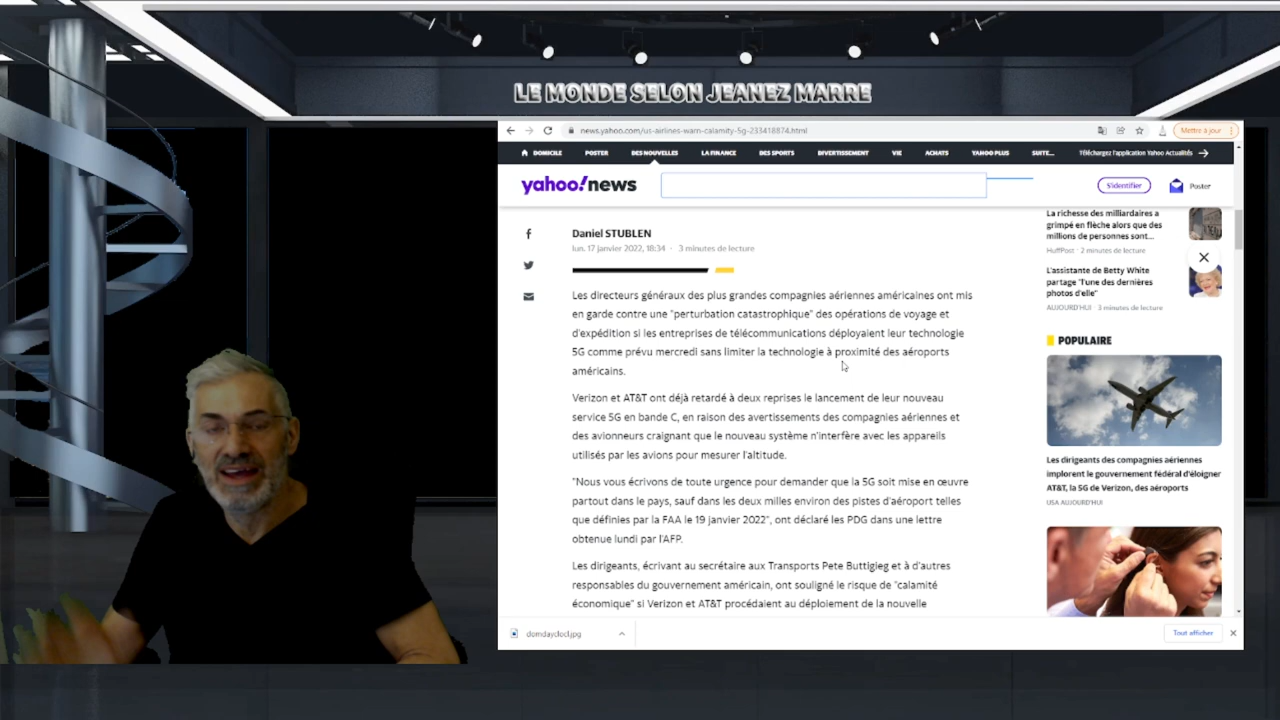 LE MONDE SELON JEANEZ MARRE
news.yahoo.com/us-airlines-warn-calamity-5g-233418874.html
Mettre à jour
DOMICILE POSTER DES NOUVELLES LA FINANCE DES SPORTS DIVERTISSEMENT VIE ACHATS YAHOO PLUS SUITE... Téléchargez l'application Yahoo Actualités
yahoo!news
S'identifier
Poster
Daniel STUBLEN
lun. 17 janvier 2022, 18:34 · 3 minutes de lecture
Les directeurs généraux des plus grandes compagnies aériennes américaines ont mis
en garde contre une "perturbation catastrophique" des opérations de voyage et
d'expédition si les entreprises de télécommunications déployaient leur technologie
5G comme prévu mercredi sans limiter la technologie à proximité des aéroports
américains.
Verizon et AT&T ont déjà retardé à deux reprises le lancement de leur nouveau
service 5G en bande C, en raison des avertissements des compagnies aériennes et
des avionneurs craignant que le nouveau système n'interfère avec les appareils
utilisés par les avions pour mesurer l'altitude.
"Nous vous écrivons de toute urgence pour demander que la 5G soit mise en œuvre
partout dans le pays, sauf dans les deux milles environ des pistes d'aéroport telles
que définies par la FAA le 19 janvier 2022", ont déclaré les PDG dans une lettre
obtenue lundi par l'AFP.
Les dirigeants, écrivant au secrétaire aux Transports Pete Buttigieg et à d'autres
responsables du gouvernement américain, ont souligné le risque de "calamité
économique" si Verizon et AT&T procédaient au déploiement de la nouvelle
La richesse des milliardaires a
grimpé en flèche alors que des
millions de personnes sont...
HuffPost · 2 minutes de lecture
L'assistante de Betty White
partage "l'une des dernières
photos d'elle"
AUJOURD'HUI · 3 minutes de lecture
POPULAIRE
Les dirigeants des compagnies aériennes
implorent le gouvernement fédéral d'éloigner
AT&T, la 5G de Verizon, des aéroports
USA AUJOURD'HUI
domdayclocl.jpg
Tout afficher